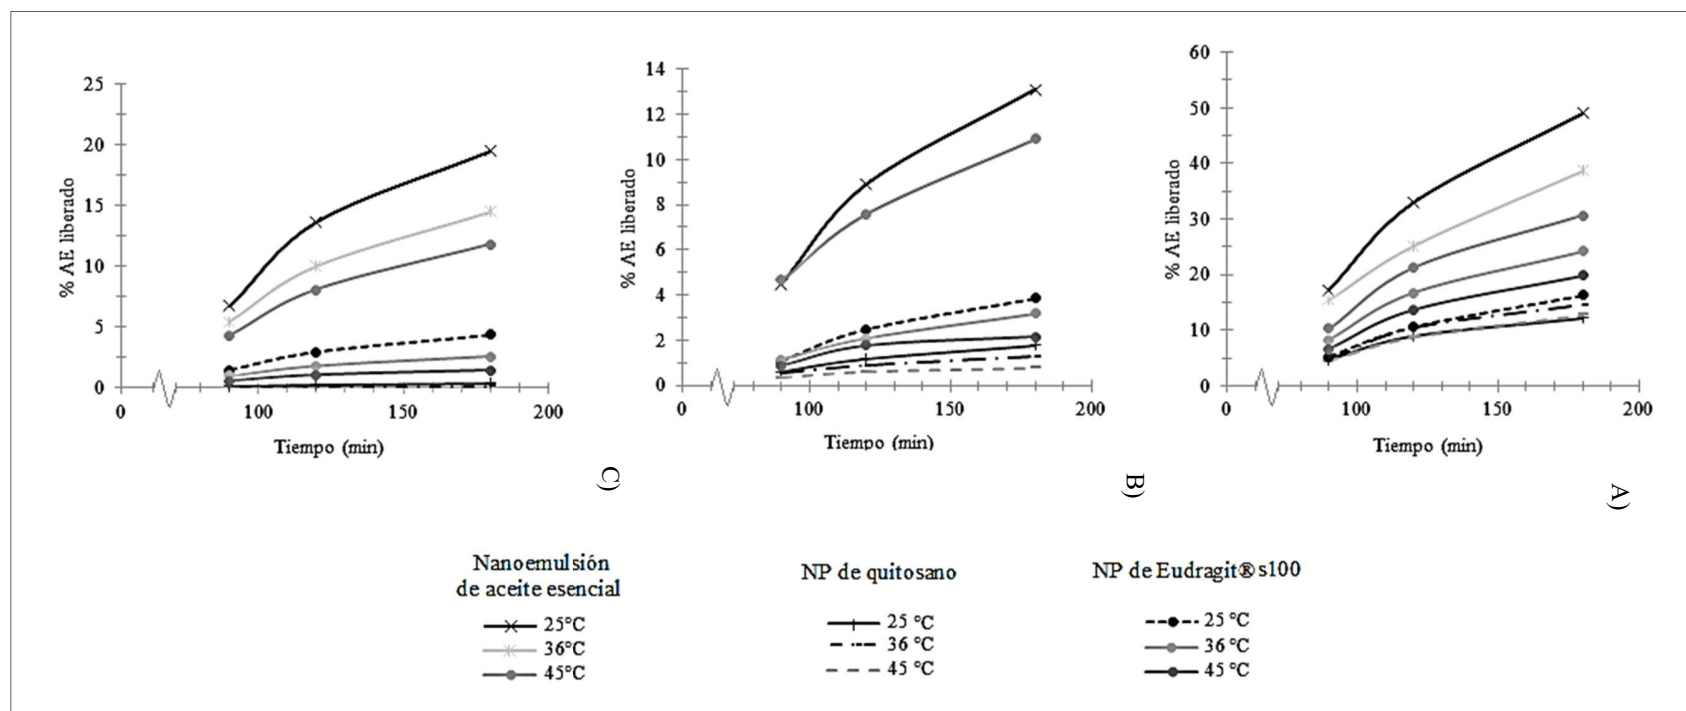 25
20
15
10
5
0
% AE liberado
0
100
150
200
Tiempo (min)
C)
14
12
10
8
6
4
2
0
% AE liberado
0
100
150
200
Tiempo (min)
B)
60
50
40
30
20
10
0
% AE liberado
0
100
150
200
Tiempo (min)
A)
Nanoemulsión
de aceite esencial
25°C
36°C
45°C
NP de quitosano
25 °C
36 °C
45 °C
NP de Eudragit® s100
25 °C
36 °C
45 °C